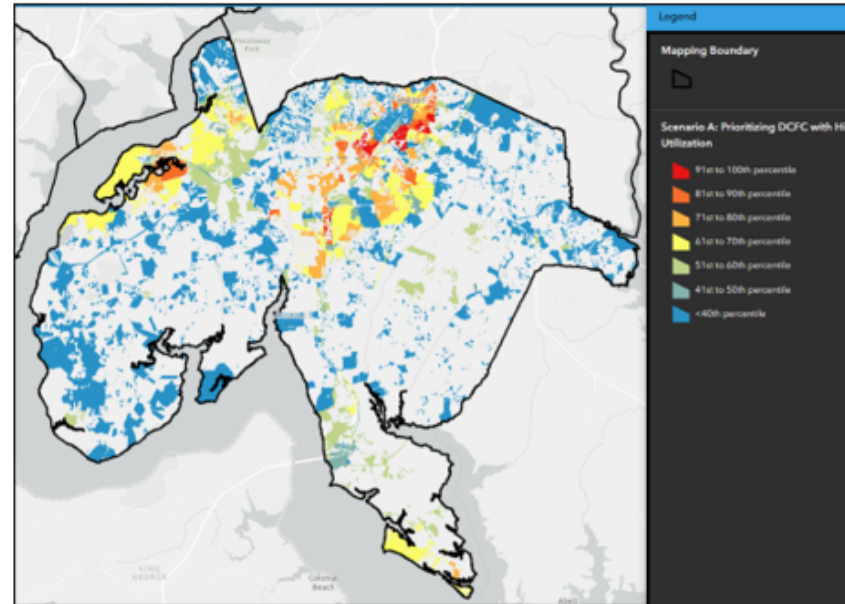 Legend
Mapping Boundary
Scenario A: Prioritizing DCFC with Hi
Utilization
91st to 100th percentile
81st to 90th percentile
71st to 80th percentile
61st to 70th percentile
51st to 60th percentile
41st to 50th percentile
<40th percentile
Park
KING
GEORGE
Colonial
Beach